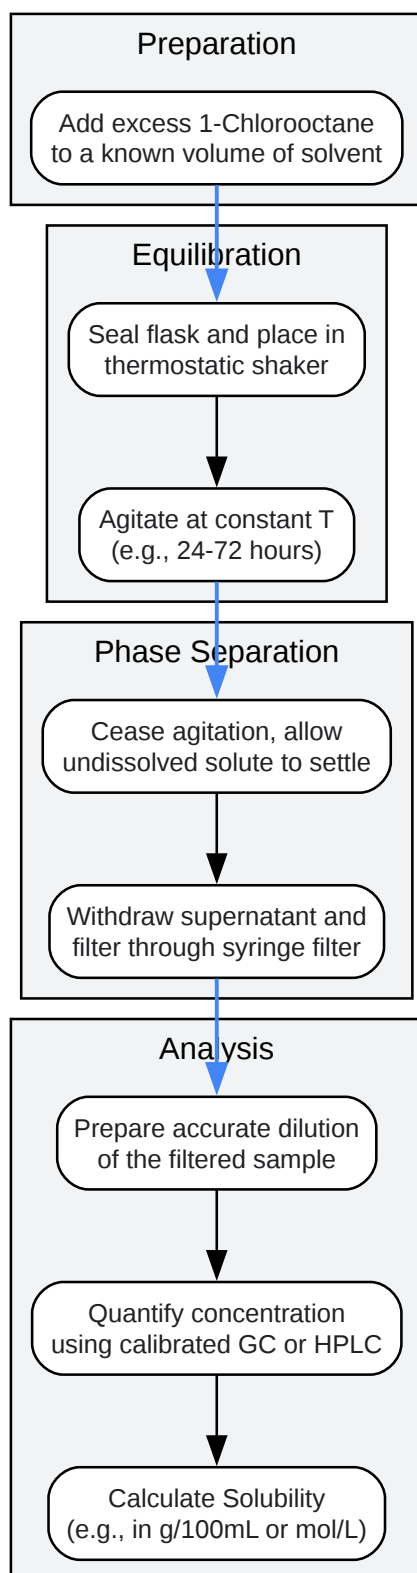 Preparation
Add excess 1-Chlorooctane
to a known volume of solvent
Equilibration
Seal flask and place in
thermostatic shaker
Agitate at constant T
(e.g., 24-72 hours)
Phase Separation
Cease agitation, allow
undissolved solute to settle
Withdraw supernatant and
filter through syringe filter
Analysis
Prepare accurate dilution
of the filtered sample
Quantify concentration
using calibrated GC or HPLC
Calculate Solubility
(e.g., in g/100mL or mol/L)